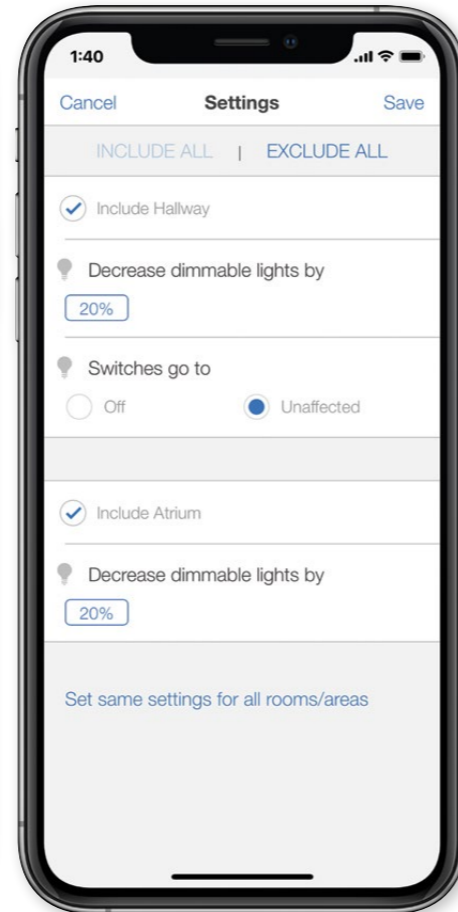 1:40
Cancel Settings Save
INCLUDE ALL | EXCLUDE ALL
Include Hallway
Decrease dimmable lights by
20%
Switches go to
Off Unaffected
Include Atrium
Decrease dimmable lights by
20%
Set same settings for all rooms/areas